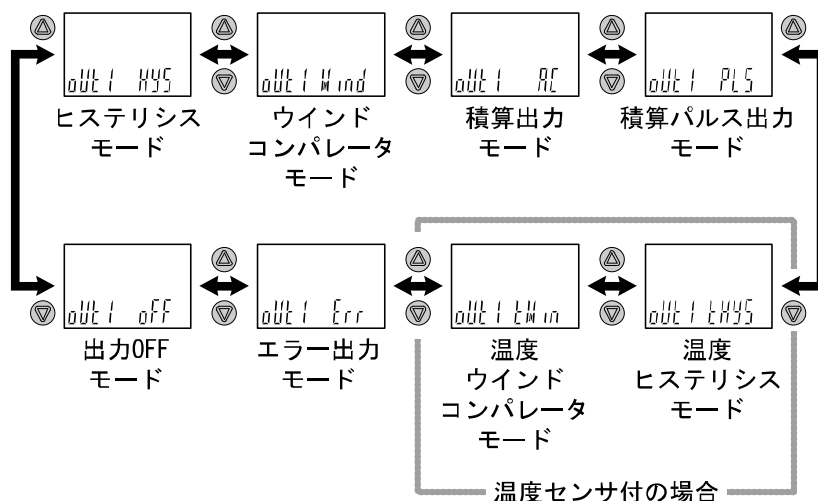 oUt1 HYS
ヒステリシス
モード
oUt1 Wind
ウインド
コンパレータ
モード
oUt1 AC
積算出力
モード
oUt1 PLS
積算パルス出力
モード
oUt1 oFF
出力OFF
モード
oUt1 Err
エラー出力
モード
oUt1 tWin
温度
ウインド
コンパレータ
モード
oUt1 tHYS
温度
ヒステリシス
モード
温度センサ付の場合